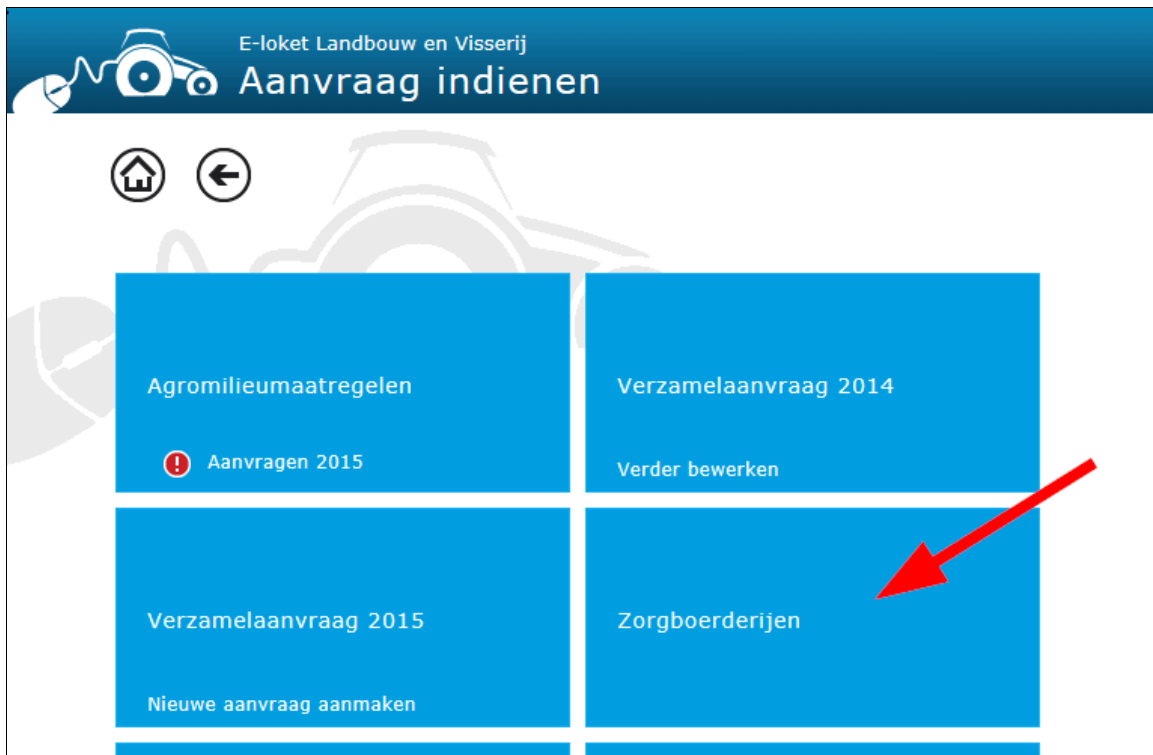 E-loket Landbouw en Visserij
Aanvraag indienen
Agromilieumaatregelen
Aanvragen 2015
Verzamelaanvraag 2014
Verder bewerken
Verzamelaanvraag 2015
Nieuwe aanvraag aanmaken
Zorgboerderijen